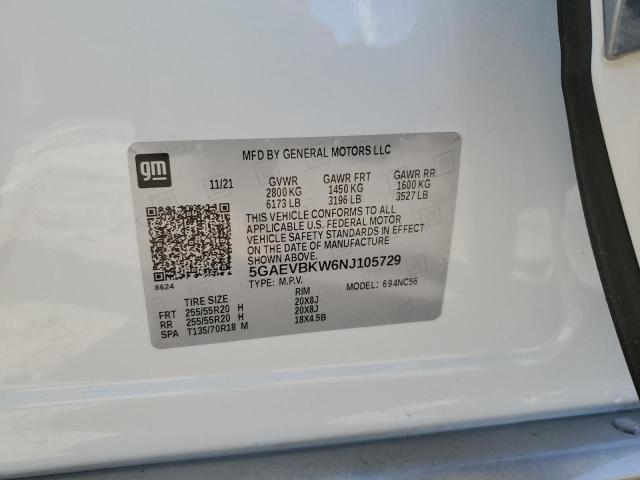 gm
MFD BY GENERAL MOTORS LLC
11/21 GVWR GAWR FRT GAWR RR
2800 KG 1450 KG 1600 KG
6173 LB 3196 LB 3527 LB
THIS VEHICLE CONFORMS TO ALL
APPLICABLE U.S. FEDERAL MOTOR
VEHICLE SAFETY STANDARDS IN EFFECT
ON THE DATE OF MANUFACTURE
SHOWN ABOVE.
5GAEVBKW6NJ105729
8624
TYPE: M.P.V. MODEL: 694NC56
TIRE SIZE RIM
FRT 255/55R20 H 20X8J
RR 255/55R20 H 20X8J
SPA T135/70R18 M 18X4.5B